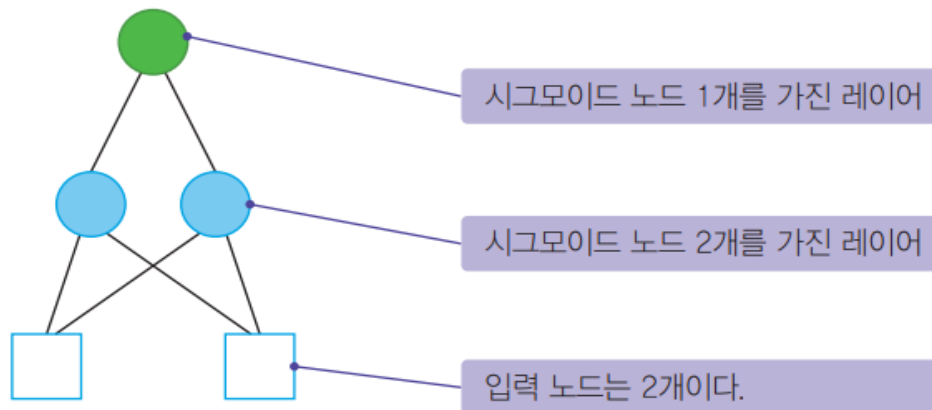 시그모이드 노드 1개를 가진 레이어
시그모이드 노드 2개를 가진 레이어
입력 노드는 2개이다.